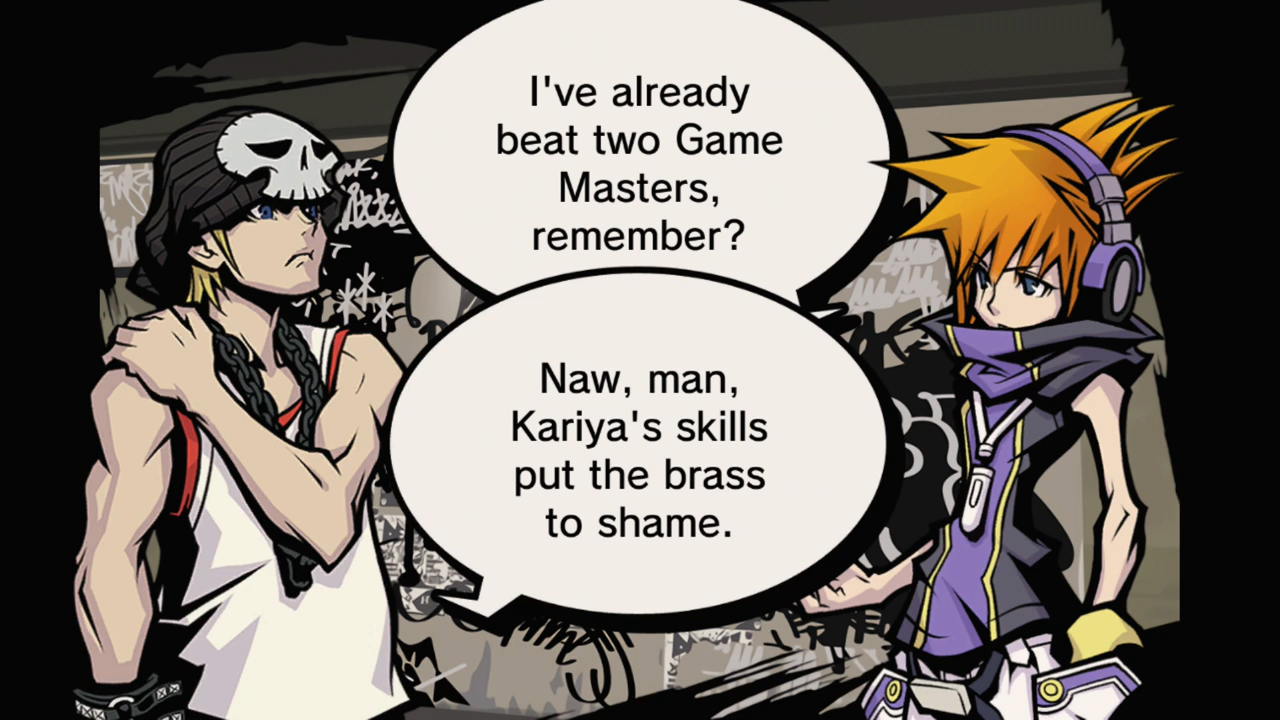 I've already
beat two Game
Masters,
remember?
Naw, man,
Kariya's skills
put the brass
to shame.